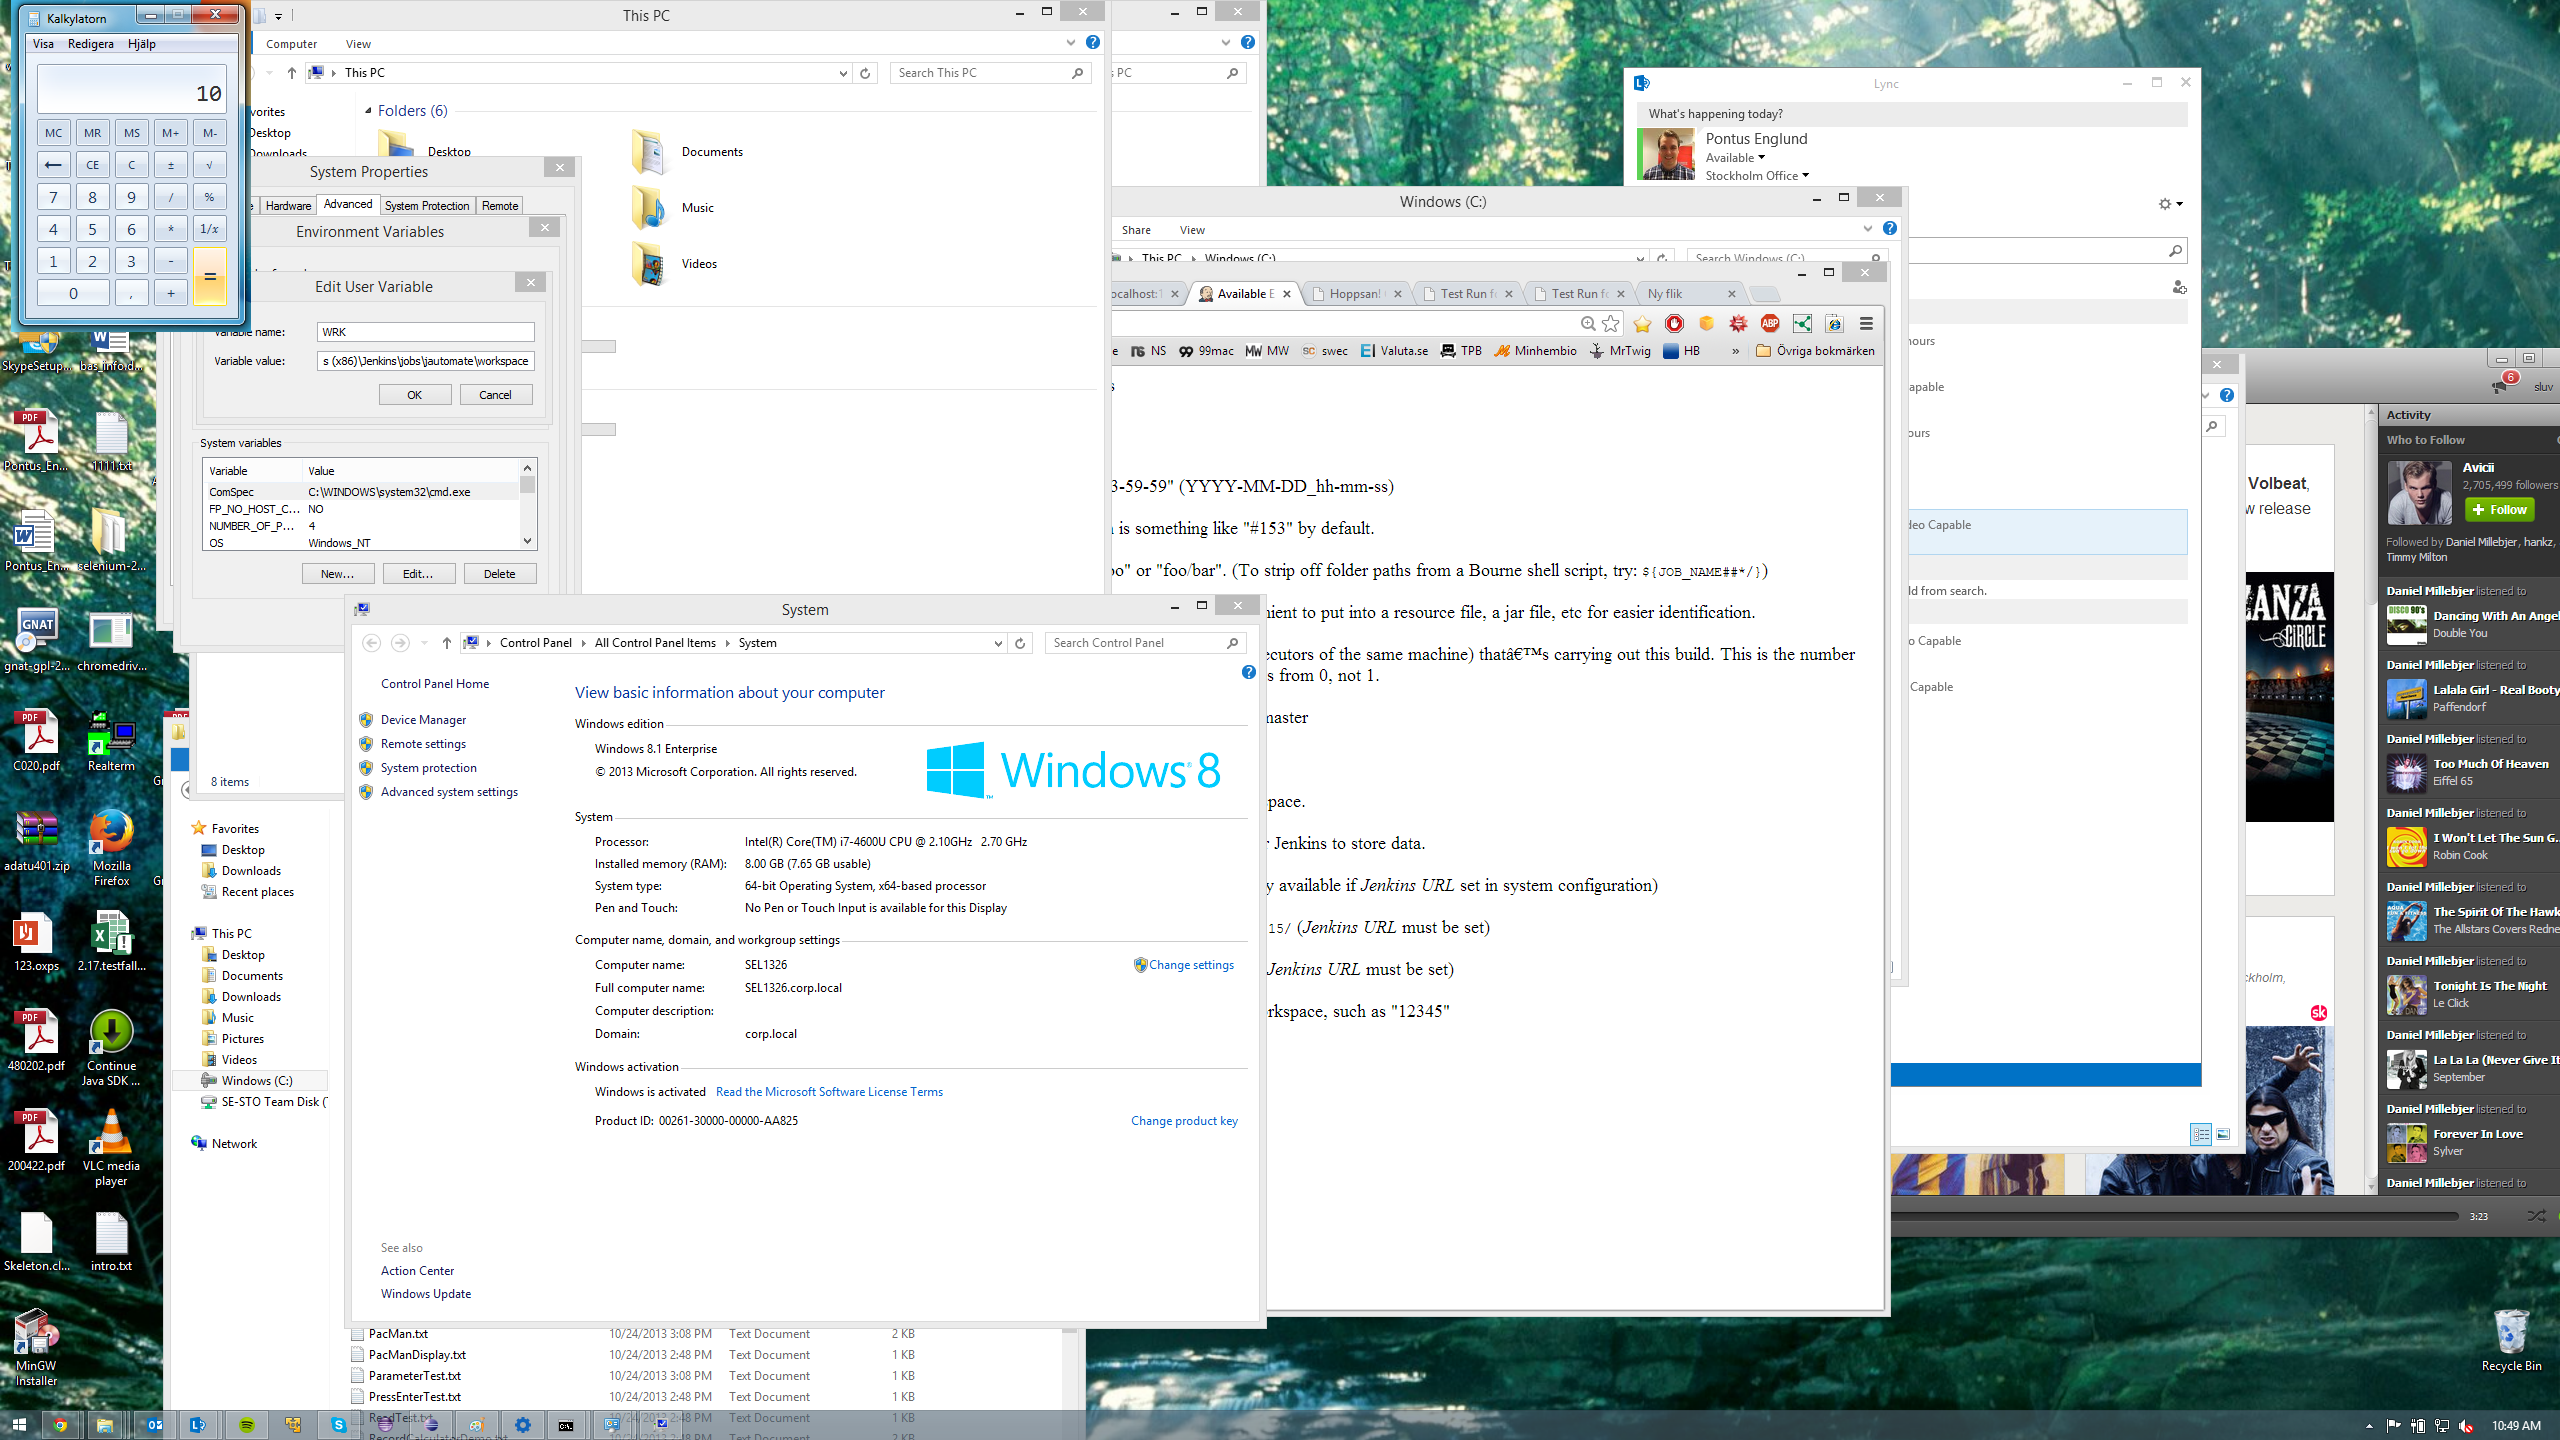 Kalkylatorn
Visa Redigera Hjälp
10
MC MR MS M+ M-
CE C ± √
7 8 9 / %
4 5 6 * 1/x
1 2 3 - =
0 , +
This PC
Computer View
This PC
Search This PC
Folders (6)
Desktop
Documents
Music
Videos
Desktop
System Properties
Hardware Advanced System Protection Remote
Environment Variables
Edit User Variable
WRK
Variable value: s (x86)\Jenkins\jobs\jautomate\workspace
OK Cancel
System variables
Variable Value
ComSpec C:\WINDOWS\system32\cmd.exe
FP_NO_HOST_C... NO
NUMBER_OF_P... 4
OS Windows_NT
New... Edit... Delete
8 items
Lync
What's happening today?
Pontus Englund
Available
Stockholm Office
Windows (C:)
Share View
This PC Windows (C:)
Search Windows (C:)
Available E
Hoppsan!
Test Run fo
Test Run fo
Ny flik
NS 99mac MW swec Valuta.se TPB Minhembio MrTwig HB » Övriga bokmärken
3-59-59" (YYYY-MM-DD_hh-mm-ss)
is something like "#153" by default.
or "foo/bar". (To strip off folder paths from a Bourne shell script, try: ${JOB_NAME##*/})
to put into a resource file, a jar file, etc for easier identification.
of the same machine) thatâ€™s carrying out this build. This is the number
from 0, not 1.
Jenkins to store data.
available if Jenkins URL set in system configuration)
15/ (Jenkins URL must be set)
Jenkins URL must be set)
such as "12345"
Capable
Capable
from search.
Capable
Capable
System
Control Panel All Control Panel Items System
Search Control Panel
Control Panel Home
Device Manager
Remote settings
System protection
Advanced system settings
See also
Action Center
Windows Update
View basic information about your computer
Windows edition
Windows 8.1 Enterprise
© 2013 Microsoft Corporation. All rights reserved.
Windows 8
System
Processor: Intel(R) Core(TM) i7-4600U CPU @ 2.10GHz 2.70 GHz
Installed memory (RAM): 8.00 GB (7.65 GB usable)
System type: 64-bit Operating System, x64-based processor
Pen and Touch: No Pen or Touch Input is available for this Display
Computer name, domain, and workgroup settings
Computer name: SEL1326
Change settings
Full computer name: SEL1326.corp.local
Computer description:
Domain: corp.local
Windows activation
Windows is activated Read the Microsoft Software License Terms
Product ID: 00261-30000-00000-AA825
Change product key
Favorites
Desktop
Downloads
Recent places
This PC
Desktop
Documents
Downloads
Music
Pictures
Videos
Windows (C:)
SE-STO Team Disk (
Network
PacMan.txt 10/24/2013 3:08 PM Text Document 2 KB
PacManDisplay.txt 10/24/2013 2:48 PM Text Document 1 KB
ParameterTest.txt 10/24/2013 3:08 PM Text Document 1 KB
PressEnterTest.txt 10/24/2013 2:48 PM Text Document 1 KB
ReadTest.txt 10/24/2013 2:48 PM Text Document 1 KB
SkypeSetup...
bas_info.d...
Pontus_En...
1111.txt
Pontus_En...
selenium-2...
GNAT
gnat-gpl-2...
chromedriv...
C020.pdf
Realterm
adatu401.zip
Mozilla
Firefox
123.oxps
2.17.testfall...
480202.pdf
Continue
Java SDK ...
200422.pdf
VLC media
player
Skeleton.cl...
intro.txt
MinGW
Installer
6
sluv
Activity
Who to Follow
Avicii
2,705,499 followers
Follow
Followed by Daniel Millebjer, hankz,
Timmy Milton
Daniel Millebjer listened to
Dancing With An Angel
Double You
Daniel Millebjer listened to
Lalala Girl - Real Booty
Paffendorf
Daniel Millebjer listened to
Too Much Of Heaven
Eiffel 65
Daniel Millebjer listened to
I Won't Let The Sun G...
Robin Cook
Daniel Millebjer listened to
The Spirit Of The Hawk
The Allstars Covers Redne
Daniel Millebjer listened to
Tonight Is The Night
Le Click
Daniel Millebjer listened to
La La La (Never Give It
September
Daniel Millebjer listened to
Forever In Love
Sylver
Daniel Millebjer listened to
Volbeat,
release
CIRCLE
sk
3:23
Recycle Bin
10:49 AM